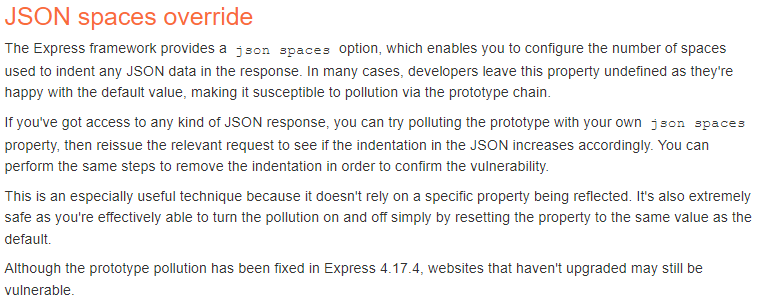 JSON spaces override
The Express framework provides a json spaces option, which enables you to configure the number of spaces
used to indent any JSON data in the response. In many cases, developers leave this property undefined as they're
happy with the default value, making it susceptible to pollution via the prototype chain.
If you've got access to any kind of JSON response, you can try polluting the prototype with your own json spaces
property, then reissue the relevant request to see if the indentation in the JSON increases accordingly. You can
perform the same steps to remove the indentation in order to confirm the vulnerability.
This is an especially useful technique because it doesn't rely on a specific property being reflected. It's also extremely
safe as you're effectively able to turn the pollution on and off simply by resetting the property to the same value as the
default.
Although the prototype pollution has been fixed in Express 4.17.4, websites that haven't upgraded may still be
vulnerable.